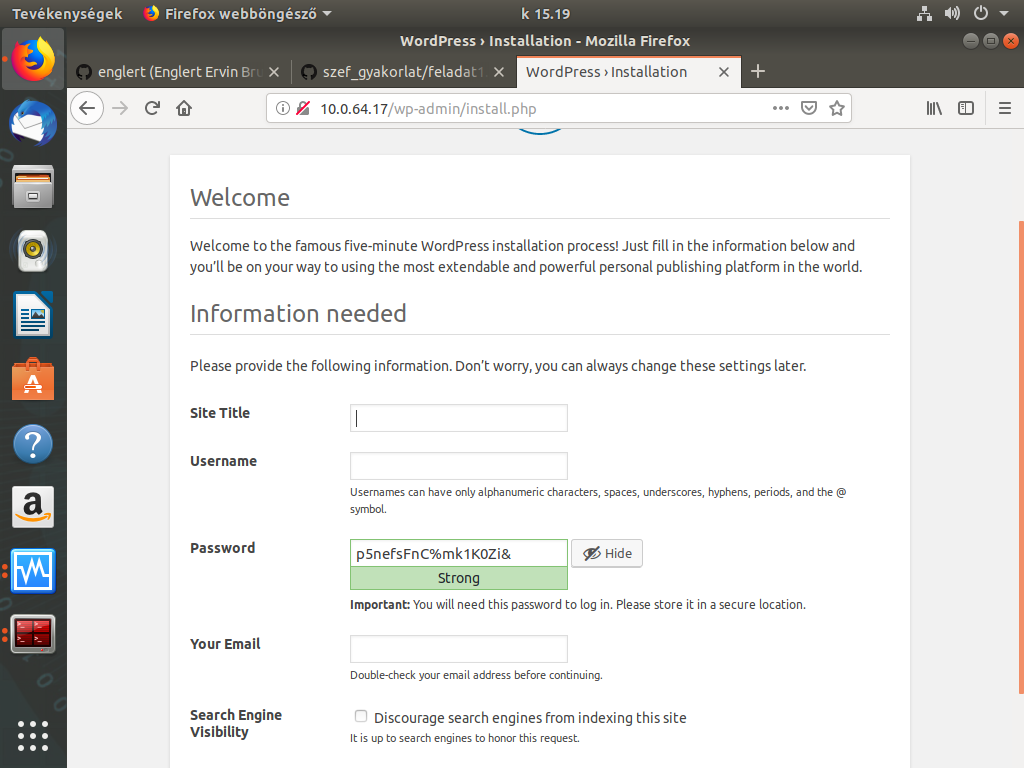 Tevékenységek
Firefox webböngésző
k 15.19
WordPress › Installation - Mozilla Firefox
englert (Englert Ervin Bru
szef_gyakorlat/feladat1
WordPress › Installation
10.0.64.17/wp-admin/install.php
Welcome
Welcome to the famous five-minute WordPress installation process! Just fill in the information below and
you’ll be on your way to using the most extendable and powerful personal publishing platform in the world.
Information needed
Please provide the following information. Don’t worry, you can always change these settings later.
Site Title
Username
Usernames can have only alphanumeric characters, spaces, underscores, hyphens, periods, and the @
symbol.
Password
p5nefsFnC%mk1K0Zi&
Hide
Strong
Important: You will need this password to log in. Please store it in a secure location.
Your Email
Double-check your email address before continuing.
Search Engine
Visibility
Discourage search engines from indexing this site
It is up to search engines to honor this request.